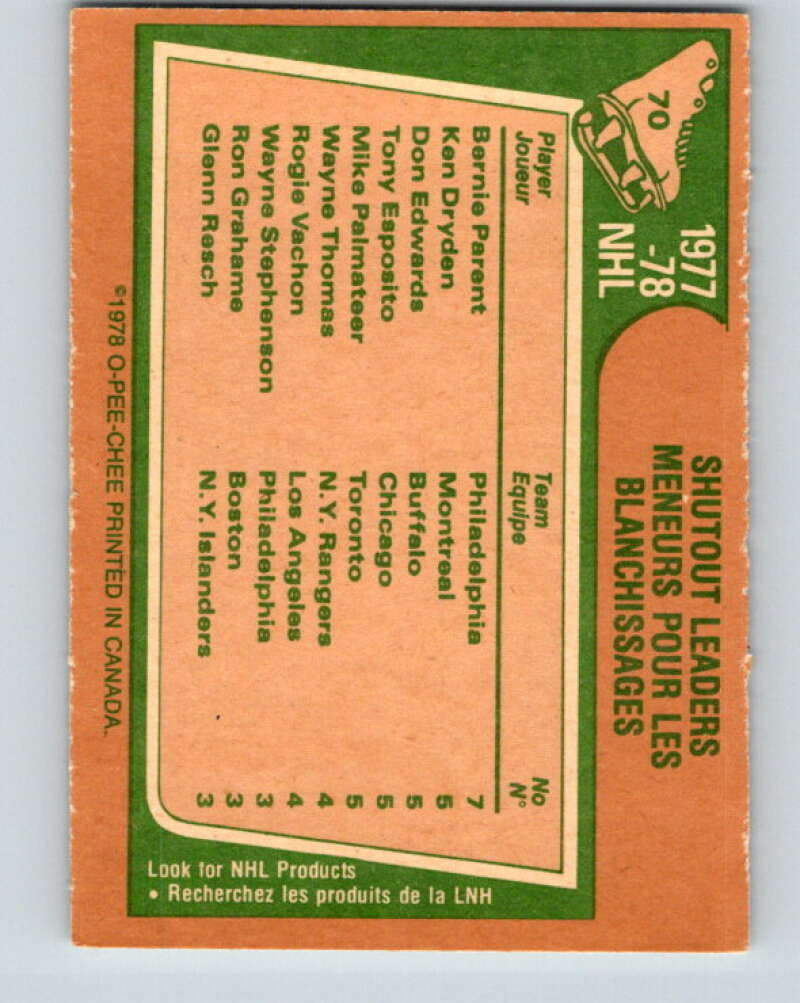 70
1977
-78
NHL
SHUTOUT LEADERS
MENEURS POUR LES
BLANCHISSAGES
Player Team No
Joueur Equipe N°
Bernie Parent Philadelphia 7
Ken Dryden Montreal 5
Don Edwards Buffalo 5
Tony Esposito Chicago 5
Mike Palmateer Toronto 5
Wayne Thomas N.Y. Rangers 4
Rogie Vachon Los Angeles 4
Wayne Stephenson Philadelphia 3
Ron Grahame Boston 3
Glenn Resch N.Y. Islanders 3
Look for NHL Products
• Recherchez les produits de la LNH
©1978 O-PEE-CHEE PRINTED IN CANADA.